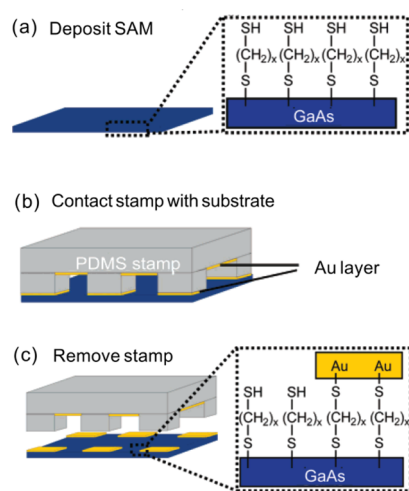 (a) Deposit SAM
SH SH SH SH
(CH₂)ₓ (CH₂)ₓ (CH₂)ₓ (CH₂)ₓ
S S S S
GaAs
(b) Contact stamp with substrate
PDMS stamp
Au layer
(c) Remove stamp
Au Au
SH SH S S
(CH₂)ₓ (CH₂)ₓ (CH₂)ₓ (CH₂)ₓ
S S S S
GaAs